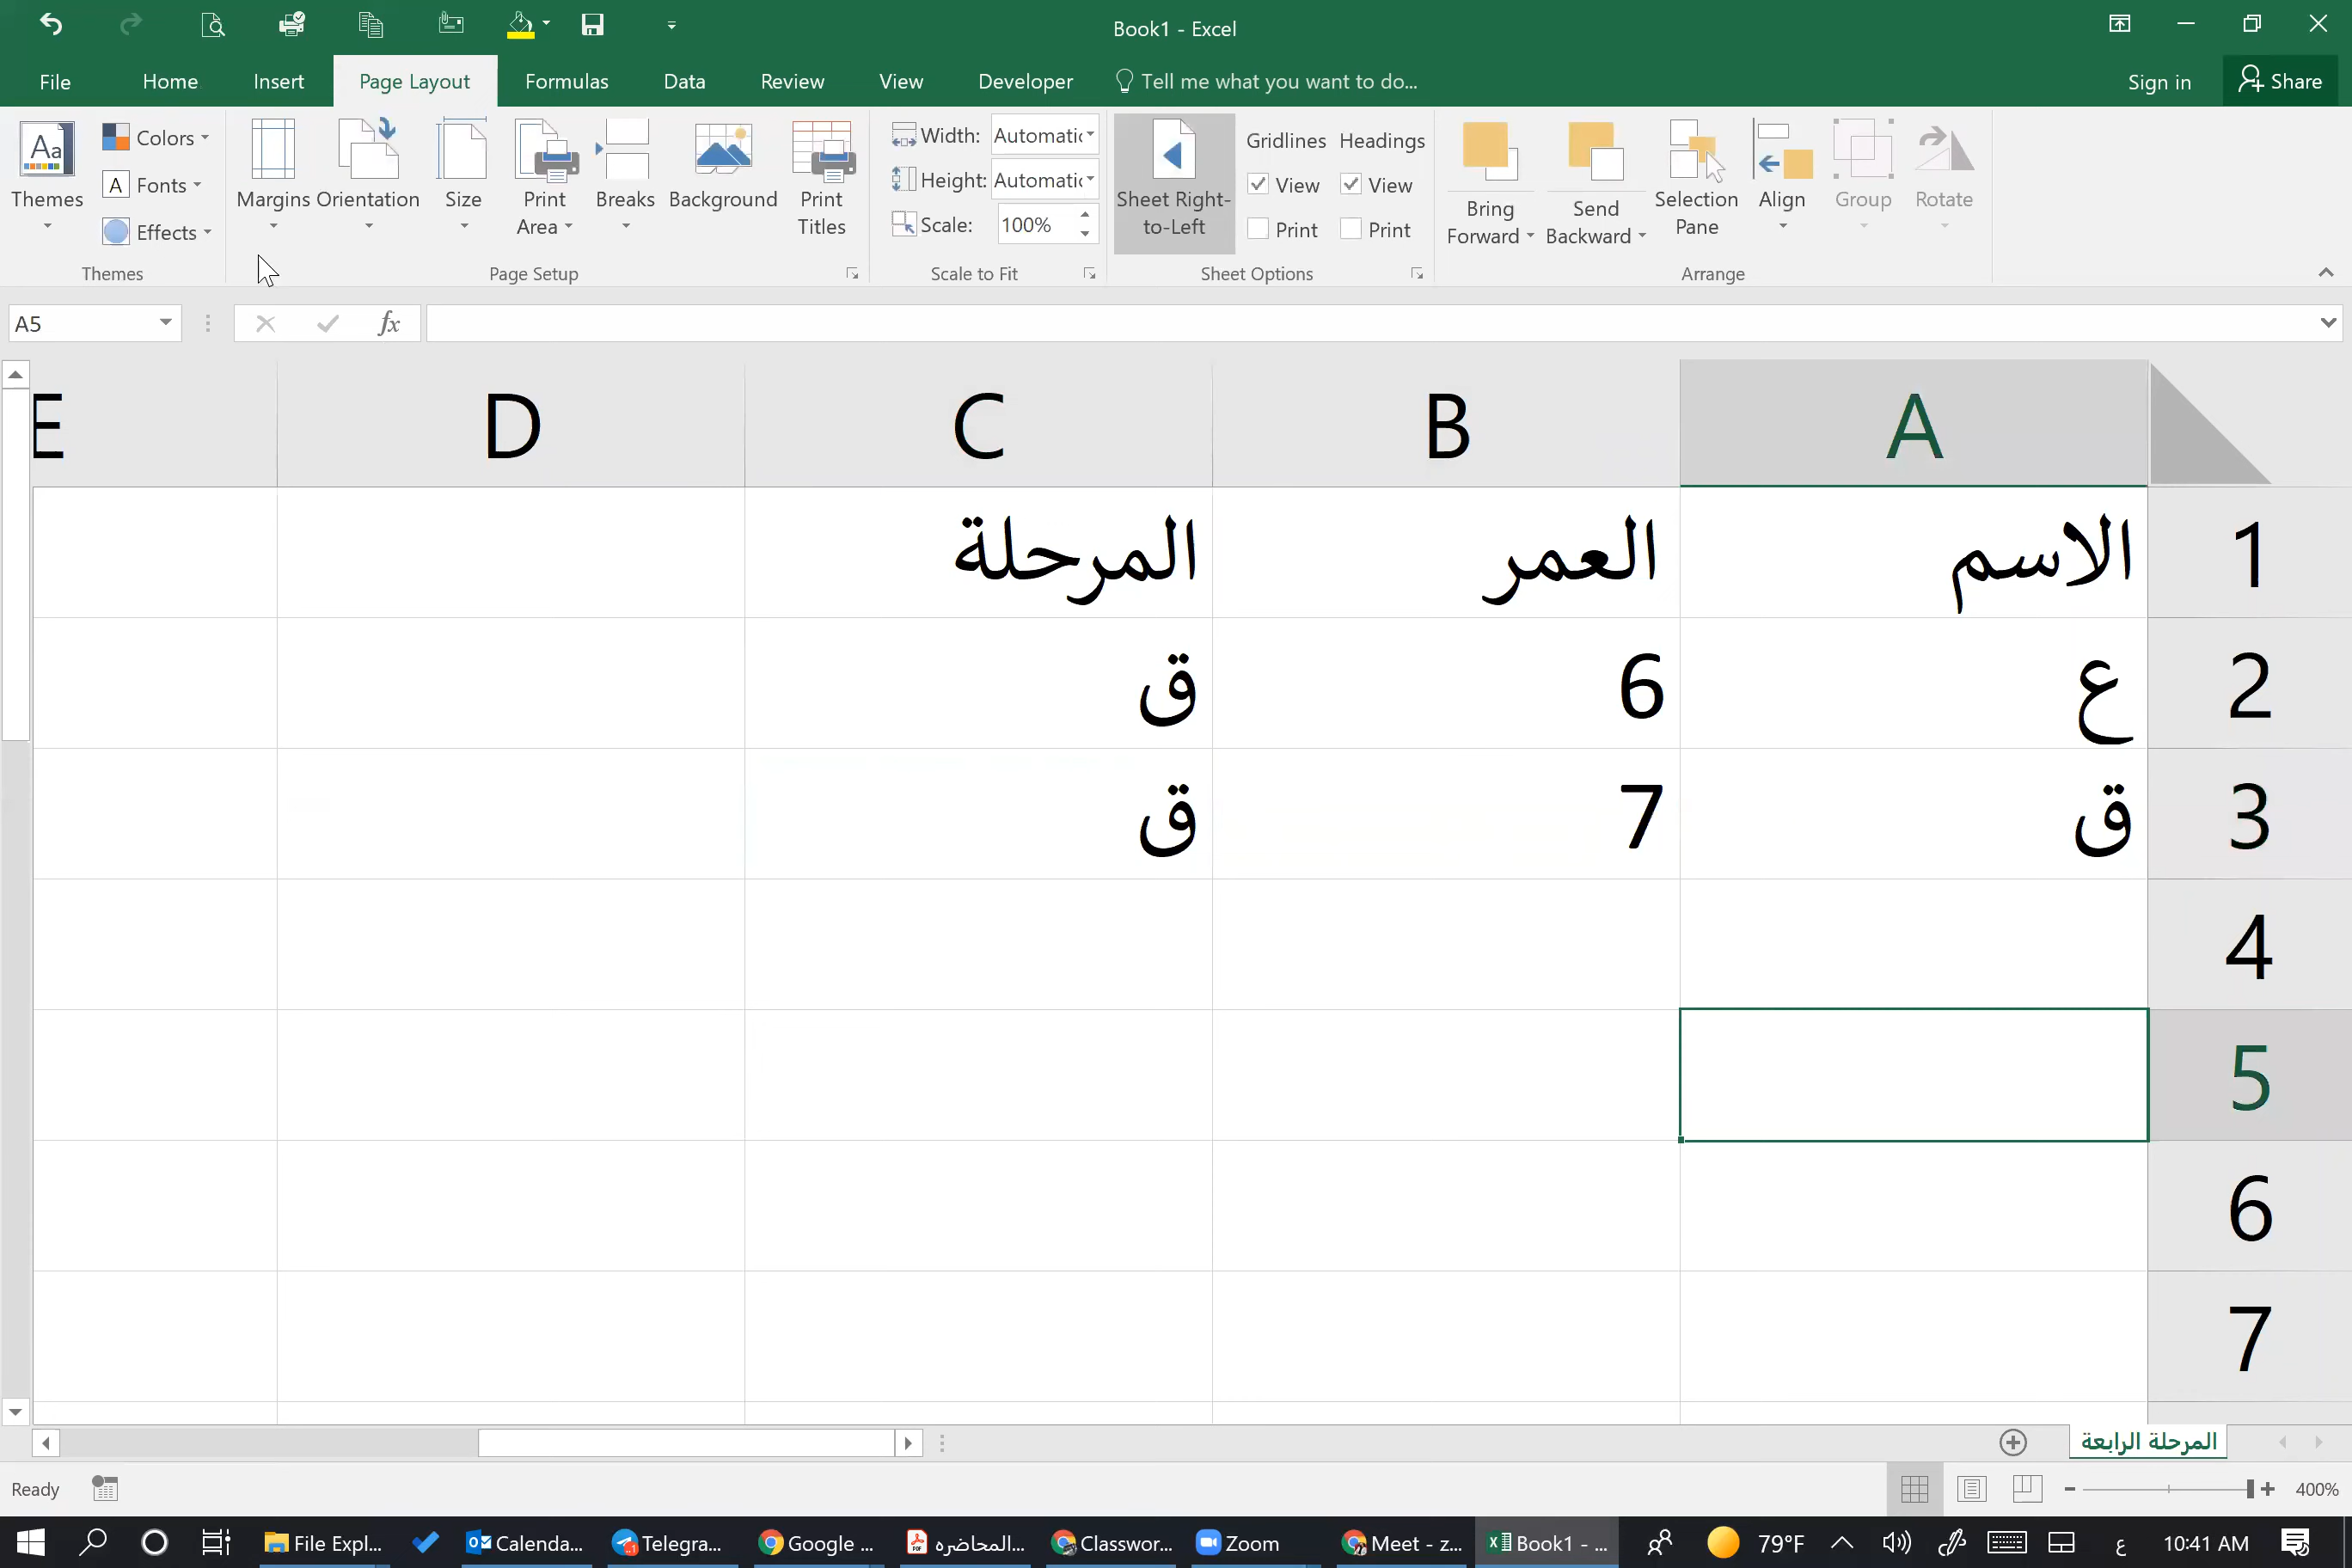 Book1 - Excel
File Home Insert Page Layout Formulas Data Review View Developer Tell me what you want to do... Sign in Share
Themes
Colors
Fonts
Effects
Themes
Margins Orientation Size Print Area Breaks Background Print Titles
Page Setup
Width: Automatic
Height: Automatic
Scale: 100%
Scale to Fit
Sheet Right-to-Left
Gridlines Headings
View View
Print Print
Sheet Options
Bring Forward Send Backward Selection Pane Align Group Rotate
Arrange
A5 fx
E D C B A
الاسم العمر المرحلة 1
ع 6 ق 2
ق 7 ق 3
4
5
6
7
المرحلة الرابعة
Ready 400%
File Expl... Calenda... Telegra... Google ... المحاضره... Classwor... Zoom Meet - z... Book1 - ... 79°F ع 10:41 AM